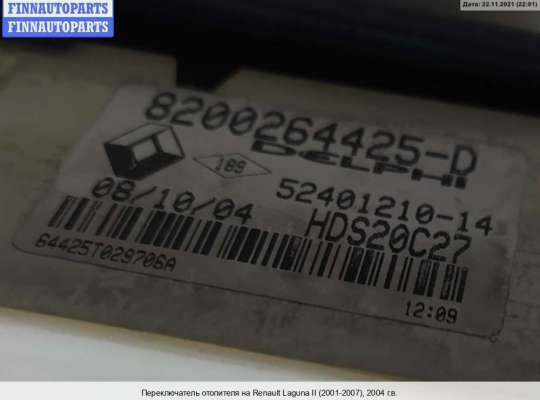 FINNAUTOPARTS
FINNAUTOPARTS
Дата: 22.11.2021 (22:01)
8200264425-D
DELPHI
189
52401210-14
08/10/04
HDS20C27
64425T029706A
12:09
Переключатель отопителя на Renault Laguna II (2001-2007), 2004 г.в.